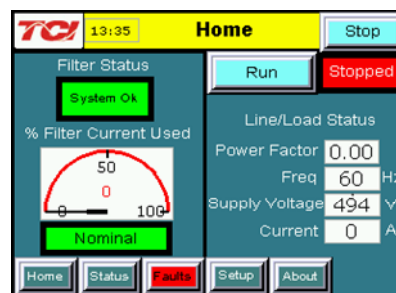 TCI 13:35 Home Stop
Filter Status
Run Stopped
System Ok
% Filter Current Used
Line/Load Status
50
0
0 100
Nominal
Power Factor 0.00
Freq 60 Hz
Supply Voltage 494 V
Current 0 A
Home Status Faults Setup About